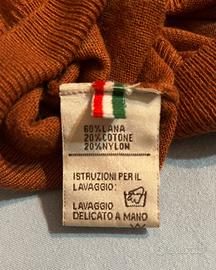 60%LANA
20%COTONE
20%NYLON
ISTRUZIONI PER IL
LAVAGGIO:
LAVAGGIO
DELICATO A MANO